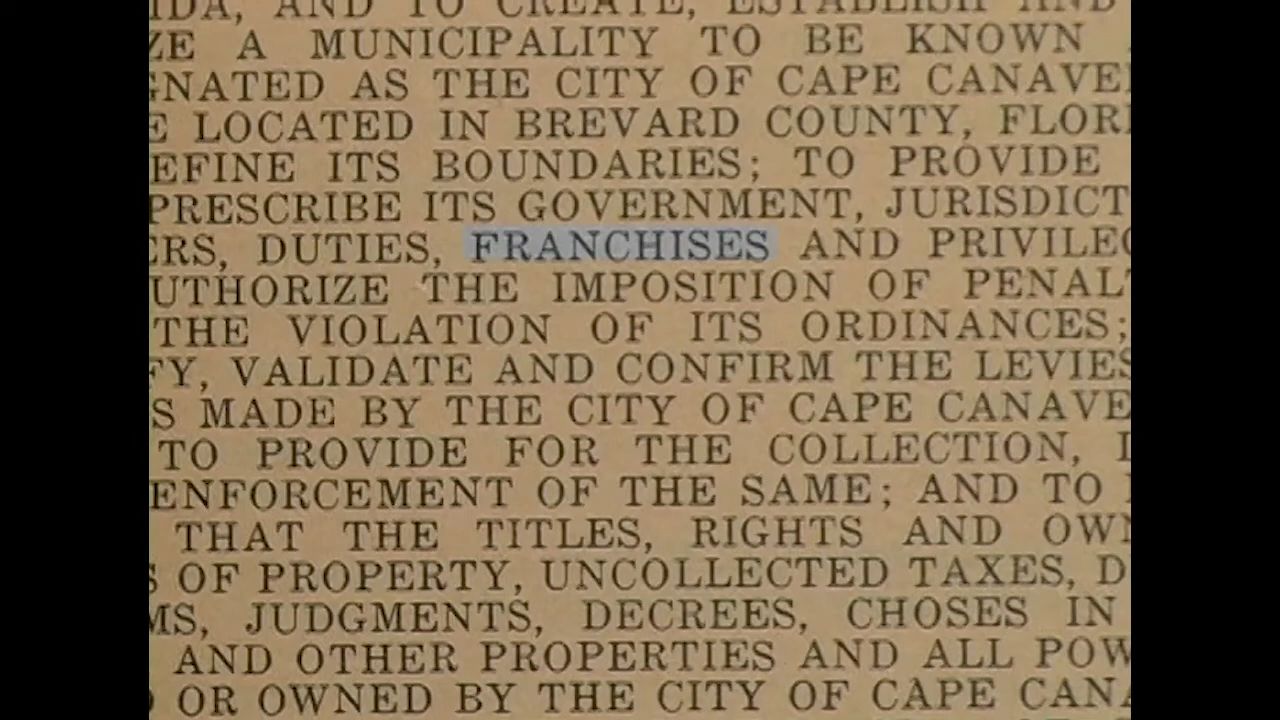 IDA, AND TO CREATE, ESTABLISH AND
ZE A MUNICIPALITY TO BE KNOWN
GNATED AS THE CITY OF CAPE CANAVE
E LOCATED IN BREVARD COUNTY, FLOR
EFINE ITS BOUNDARIES; TO PROVIDE
PRESCRIBE ITS GOVERNMENT, JURISDICT
ERS, DUTIES, FRANCHISES AND PRIVILEG
UTHORIZE THE IMPOSITION OF PENALT
THE VIOLATION OF ITS ORDINANCES;
FY, VALIDATE AND CONFIRM THE LEVIES
S MADE BY THE CITY OF CAPE CANAVE
TO PROVIDE FOR THE COLLECTION,
ENFORCEMENT OF THE SAME; AND TO
THAT THE TITLES, RIGHTS AND OWN
S OF PROPERTY, UNCOLLECTED TAXES, D
MS, JUDGMENTS, DECREES, CHOSES IN
AND OTHER PROPERTIES AND ALL POW
OR OWNED BY THE CITY OF CAPE CANA